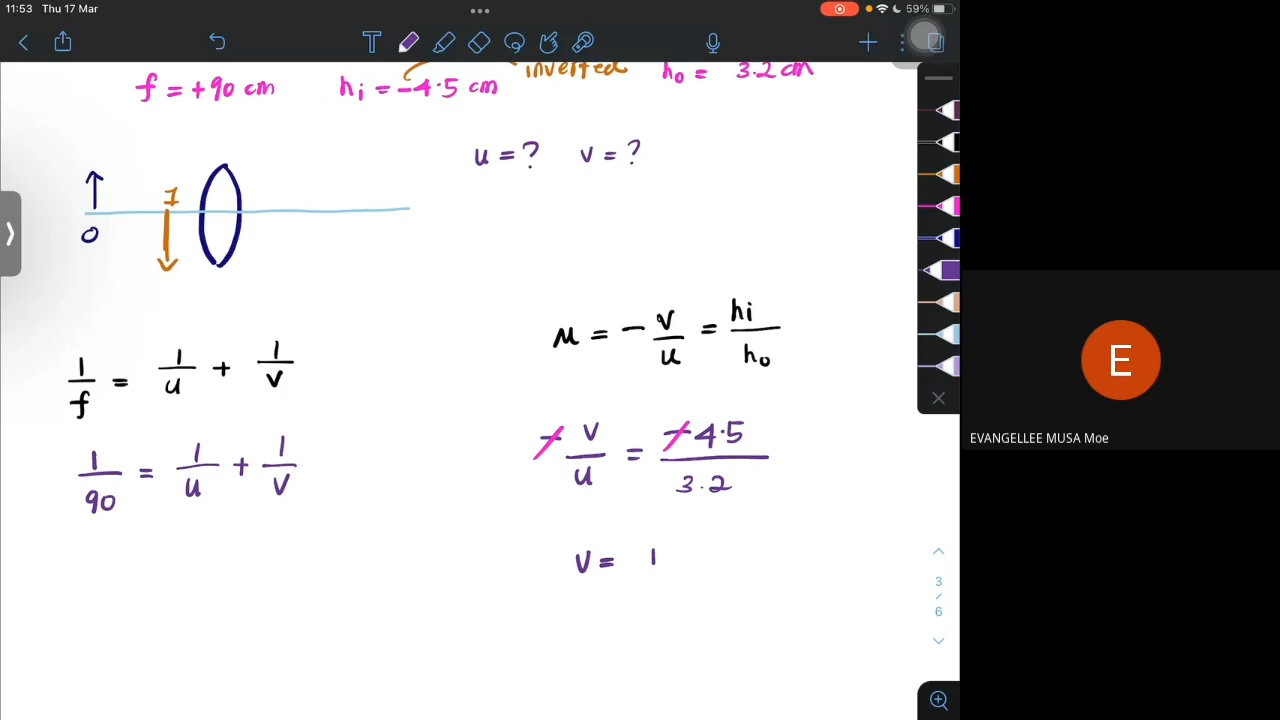 11:53 Thu 17 Mar
59%
T
f = +90 cm hi = -4.5 cm inverted ho = 3.2 cm
u = ? v = ?
I
O
M = - v/u = hi/ho
1/f = 1/u + 1/v
- v/u = -4.5/3.2
1/90 = 1/u + 1/v
v = 1
3/6
E
EVANGELLEE MUSA Moe